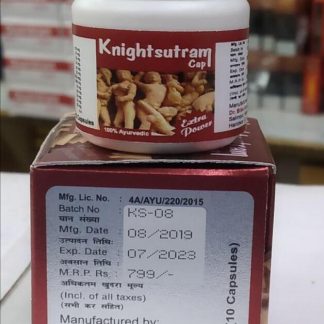 Knightsutram
Cap
Extra
Power
100% Ayurvedic
Capsules
Mfg. Lic. No. : 4A/AYU/220/2015
Batch No KS-08
घान संख्या
Mfg. Date 08/2019
उत्पादन तिथि:
Exp. Date 07/2023
अवसान तिथि :
M.R.P. Rs. : 799/-
अधिकतम खुदरा मूल्य
(Incl. of all taxes)
(सभी कर सहित)
Manufactured by:
10 Capsules)